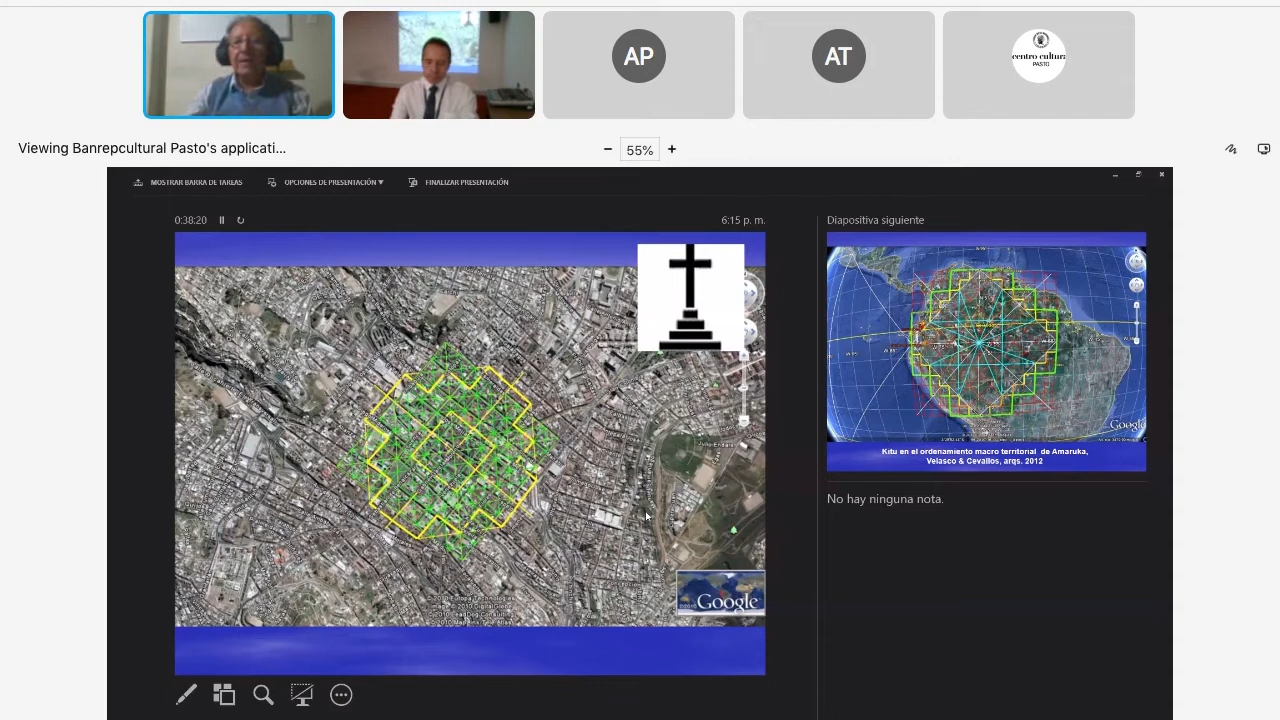 AP
AT
centro cultura
PASTO
Viewing Banrepcultural Pasto's applicati...
− 55% +
MOSTRAR BARRA DE TAREAS
OPCIONES DE PRESENTACIÓN ▼
FINALIZAR PRESENTACIÓN
0:38:20
6:15 p. m.
Diapositiva siguiente
Google
Google
Kitu en el ordenamiento macro territorial de Amaruka,
Velasco & Cevallos, arqs. 2012
No hay ninguna nota.